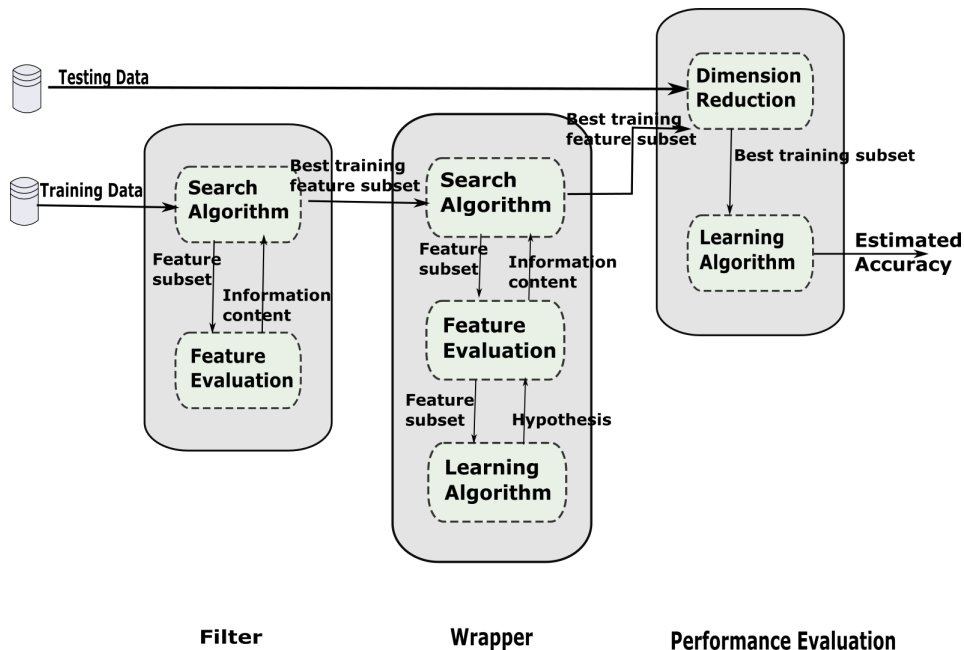 Testing Data
Dimension
Reduction
Best training
feature subset
Best training subset
Training Data
Search
Algorithm
Best training
feature subset
Search
Algorithm
Learning
Algorithm
Estimated
Accuracy
Feature
subset
Information
content
Feature
subset
Information
content
Feature
Evaluation
Feature
Evaluation
Feature
subset
Hypothesis
Learning
Algorithm
Filter
Wrapper
Performance Evaluation